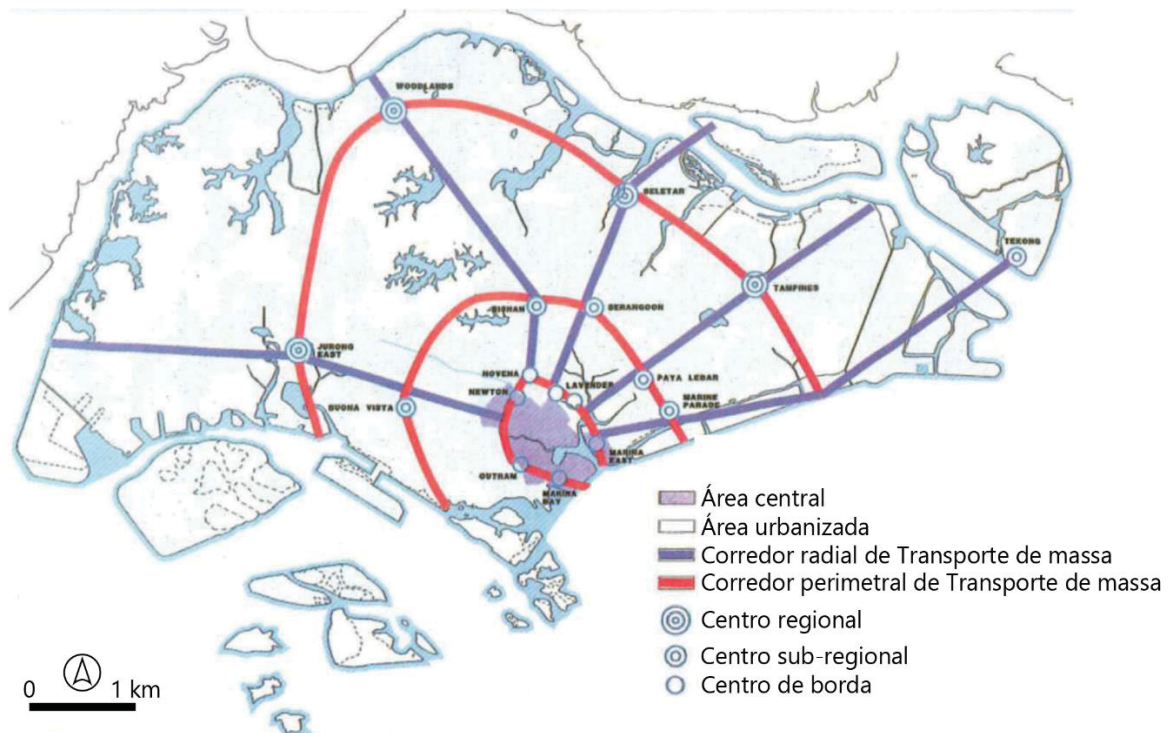 WOODLANDS
SELETAR
TEKONG
TAMPINES
BISHAN
SERANGOON
JURONG
EAST
NOVENA
LAVENDER
PAYA LEBAR
NEWTON
BUONA VISTA
MARINE
PARADE
MARINA
EAST
OUTRAM
MARINA
BAY
Área central
Área urbanizada
Corredor radial de Transporte de massa
Corredor perimetral de Transporte de massa
Centro regional
Centro sub-regional
Centro de borda
0 1 km